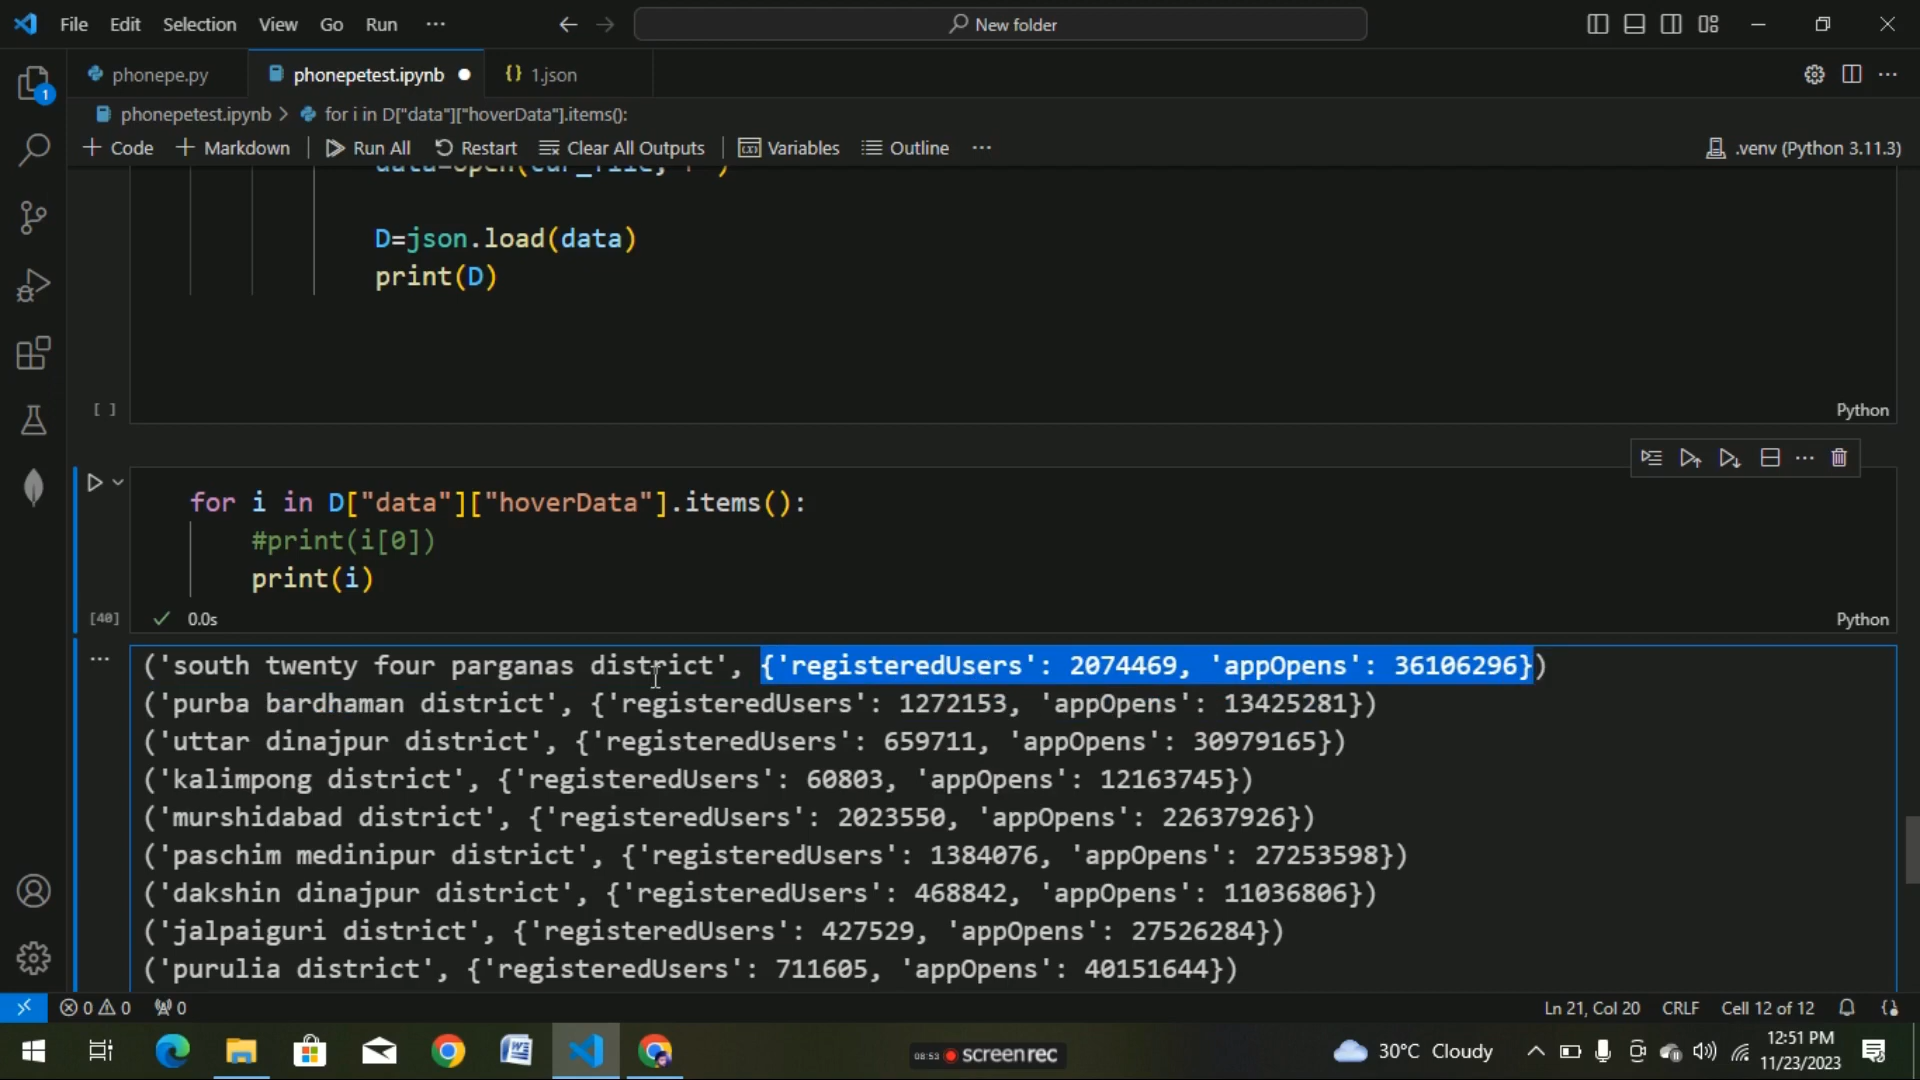 File Edit Selection View Go Run ··· New folder
phonepe.py phonepetest.ipynb {} 1.json
phonepetest.ipynb > for i in D["data"]["hoverData"].items():
+ Code + Markdown Run All Restart Clear All Outputs Variables Outline ··· .venv (Python 3.11.3)
D=json.load(data)
print(D)
[ ] Python
for i in D["data"]["hoverData"].items():
#print(i[0])
print(i)
[40] 0.0s Python
('south twenty four parganas district', {'registeredUsers': 2074469, 'appOpens': 36106296})
('purba bardhaman district', {'registeredUsers': 1272153, 'appOpens': 13425281})
('uttar dinajpur district', {'registeredUsers': 659711, 'appOpens': 30979165})
('kalimpong district', {'registeredUsers': 60803, 'appOpens': 12163745})
('murshidabad district', {'registeredUsers': 2023550, 'appOpens': 22637926})
('paschim medinipur district', {'registeredUsers': 1384076, 'appOpens': 27253598})
('dakshin dinajpur district', {'registeredUsers': 468842, 'appOpens': 11036806})
('jalpaiguri district', {'registeredUsers': 427529, 'appOpens': 27526284})
('purulia district', {'registeredUsers': 711605, 'appOpens': 40151644})
0 0 0 Ln 21, Col 20 CRLF Cell 12 of 12
08:53 screenrec 30°C Cloudy 12:51 PM
11/23/2023